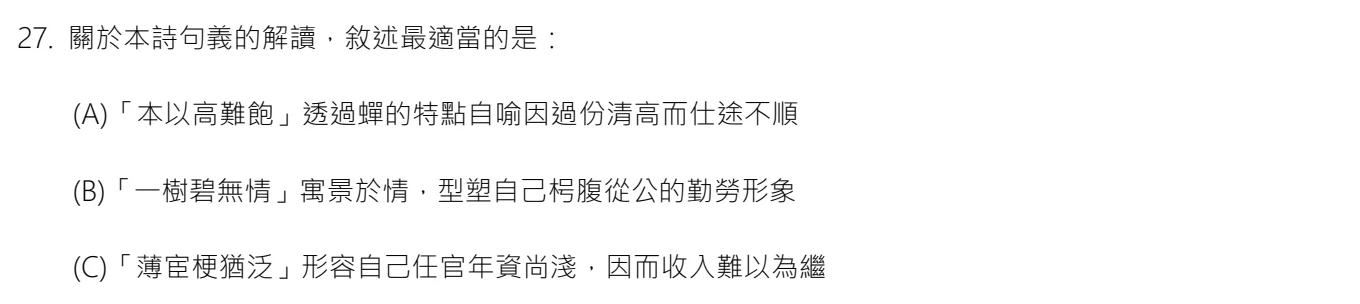 27. 關於本詩句義的解讀，敘述最適當的是：
(A)「本以高難飽」透過蟬的特點自喻因過份清高而仕途不順
(B)「一樹碧無情」寓景於情，型塑自己枵腹從公的勤勞形象
(C)「薄宦梗猶泛」形容自己任官年資尚淺，因而收入難以為繼